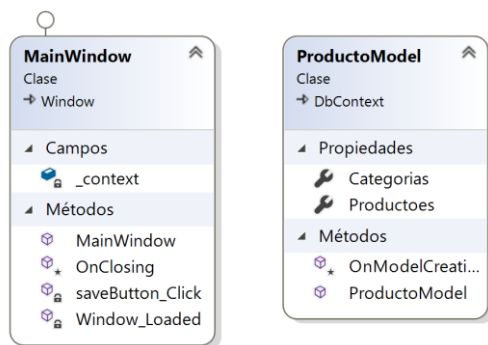 MainWindow
Clase
Window
Campos
_context
Métodos
MainWindow
OnClosing
saveButton_Click
Window_Loaded
ProductoModel
Clase
DbContext
Propiedades
Categorias
Productoes
Métodos
OnModelCreati...
ProductoModel